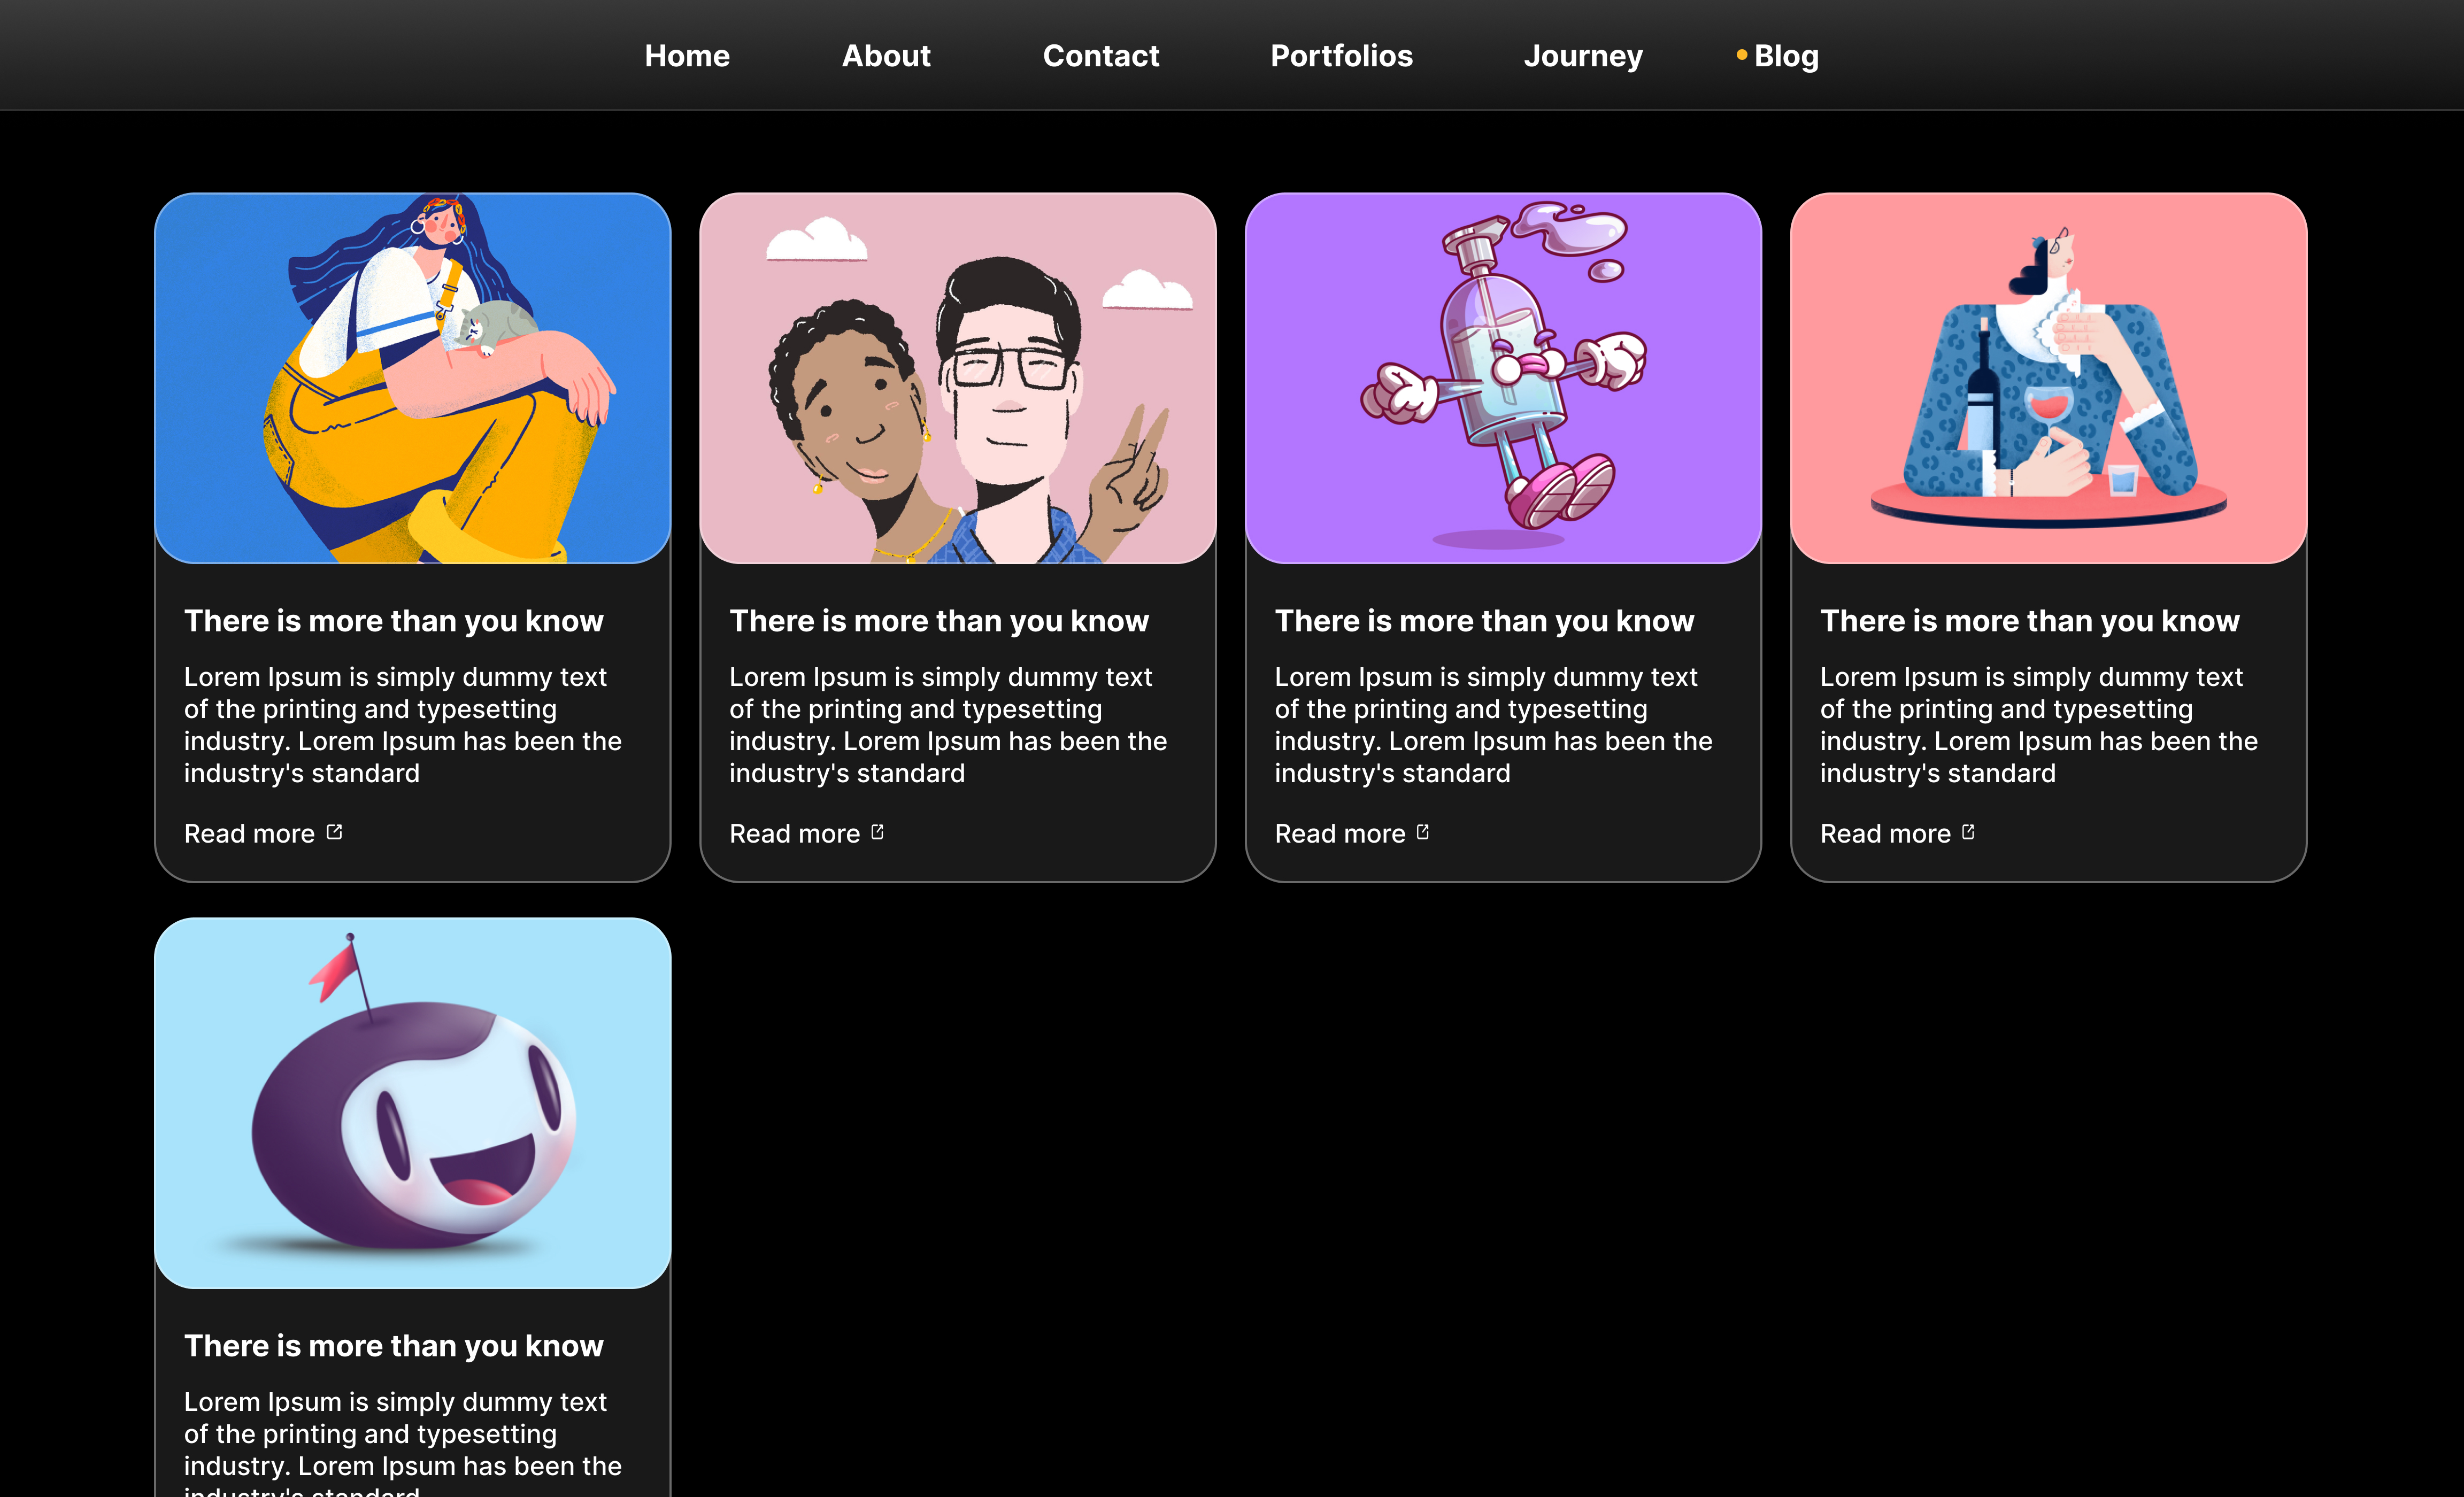 Home About Contact Portfolios Journey Blog
There is more than you know
Lorem Ipsum is simply dummy text
of the printing and typesetting
industry. Lorem Ipsum has been the
industry's standard
Read more
There is more than you know
Lorem Ipsum is simply dummy text
of the printing and typesetting
industry. Lorem Ipsum has been the
industry's standard
Read more
There is more than you know
Lorem Ipsum is simply dummy text
of the printing and typesetting
industry. Lorem Ipsum has been the
industry's standard
Read more
There is more than you know
Lorem Ipsum is simply dummy text
of the printing and typesetting
industry. Lorem Ipsum has been the
industry's standard
Read more
There is more than you know
Lorem Ipsum is simply dummy text
of the printing and typesetting
industry. Lorem Ipsum has been the
industry's standard